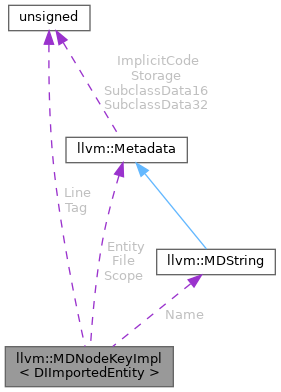 unsigned
ImplicitCode
Storage
SubclassData16
SubclassData32
llvm::Metadata
Line
Tag
Entity
File
Scope
llvm::MDString
Name
llvm::MDNodeKeyImpl
< DIImportedEntity >